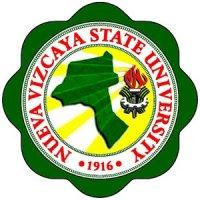 NUEVA VIZCAYA STATE UNIVERSITY
• 1916 •